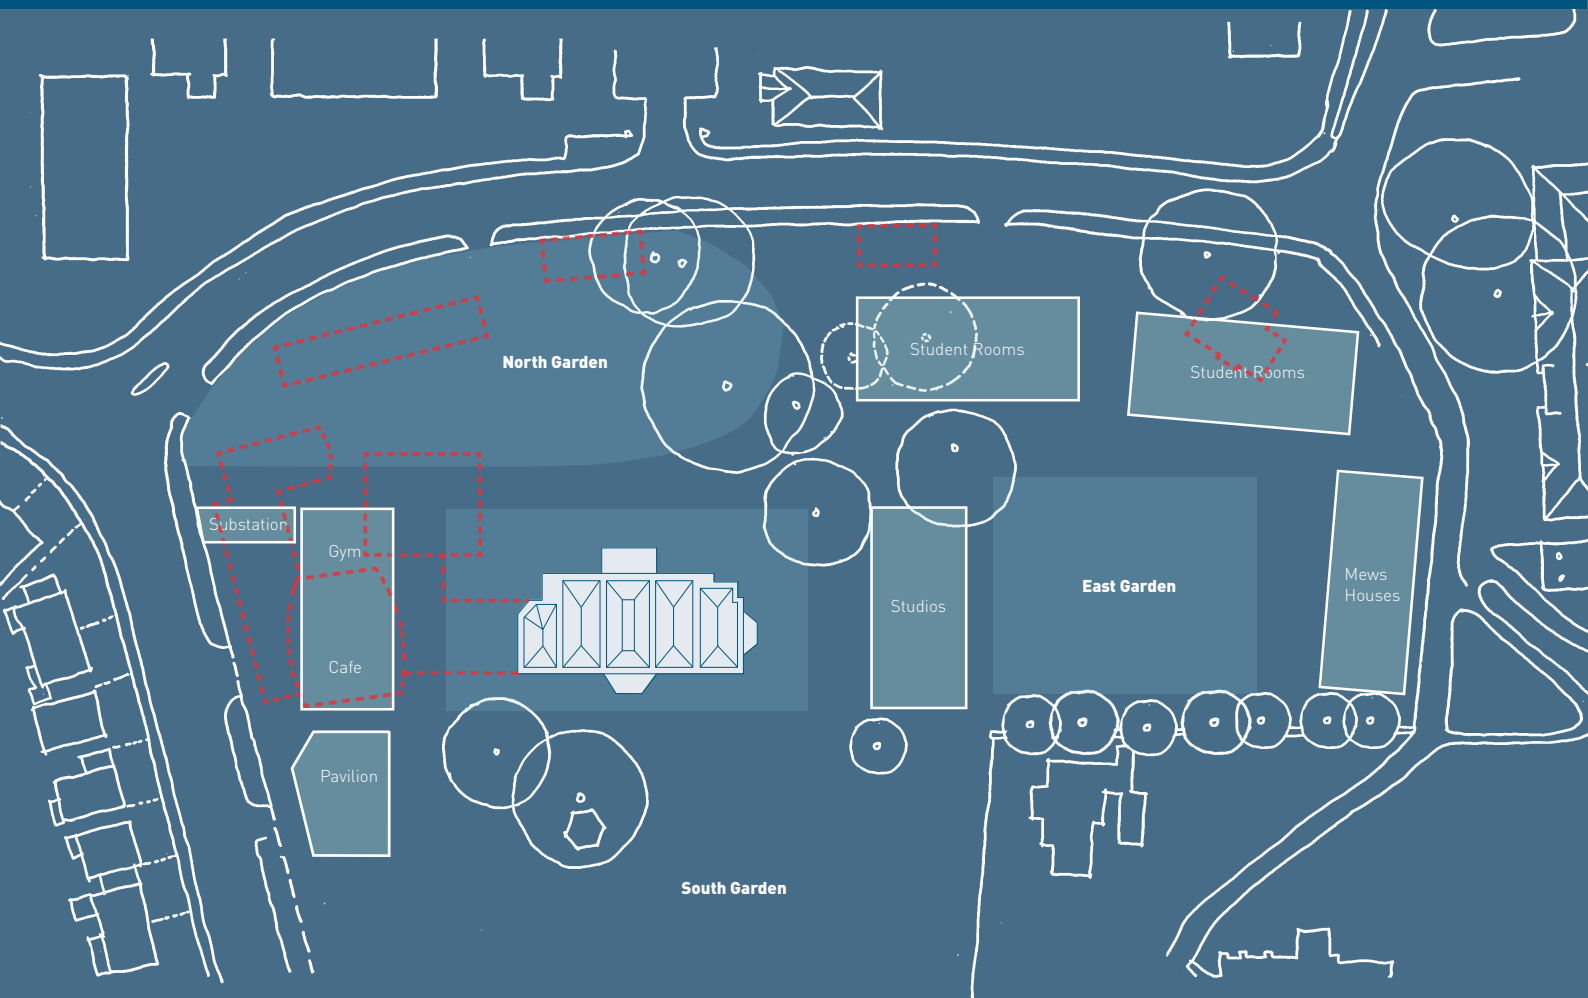 North Garden
Student Rooms
Student Rooms
Substation
Gym
Cafe
Studios
East Garden
Mews
Houses
Pavilion
South Garden